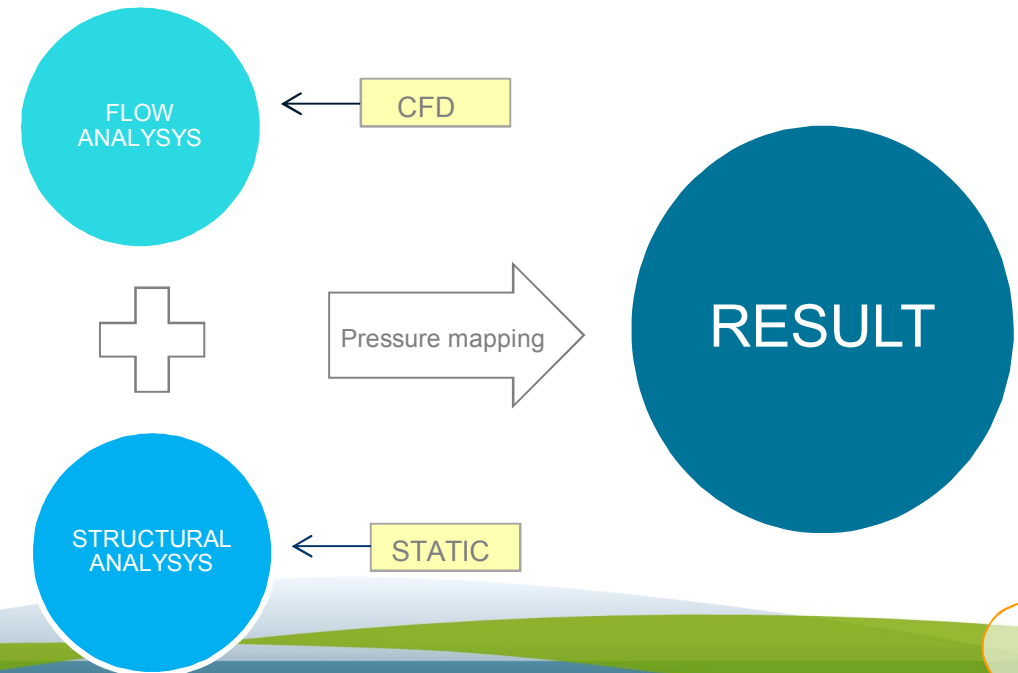 FLOW
ANALYSYS
CFD
Pressure mapping
RESULT
STRUCTURAL
ANALYSYS
STATIC